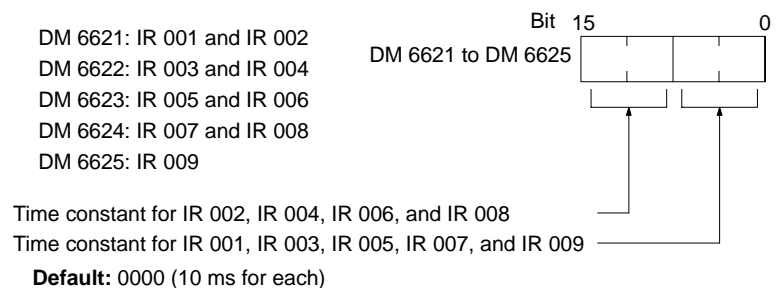 DM 6621: IR 001 and IR 002
DM 6622: IR 003 and IR 004
DM 6623: IR 005 and IR 006
DM 6624: IR 007 and IR 008
DM 6625: IR 009
Bit 15 0
DM 6621 to DM 6625
Time constant for IR 002, IR 004, IR 006, and IR 008
Time constant for IR 001, IR 003, IR 005, IR 007, and IR 009
Default: 0000 (10 ms for each)